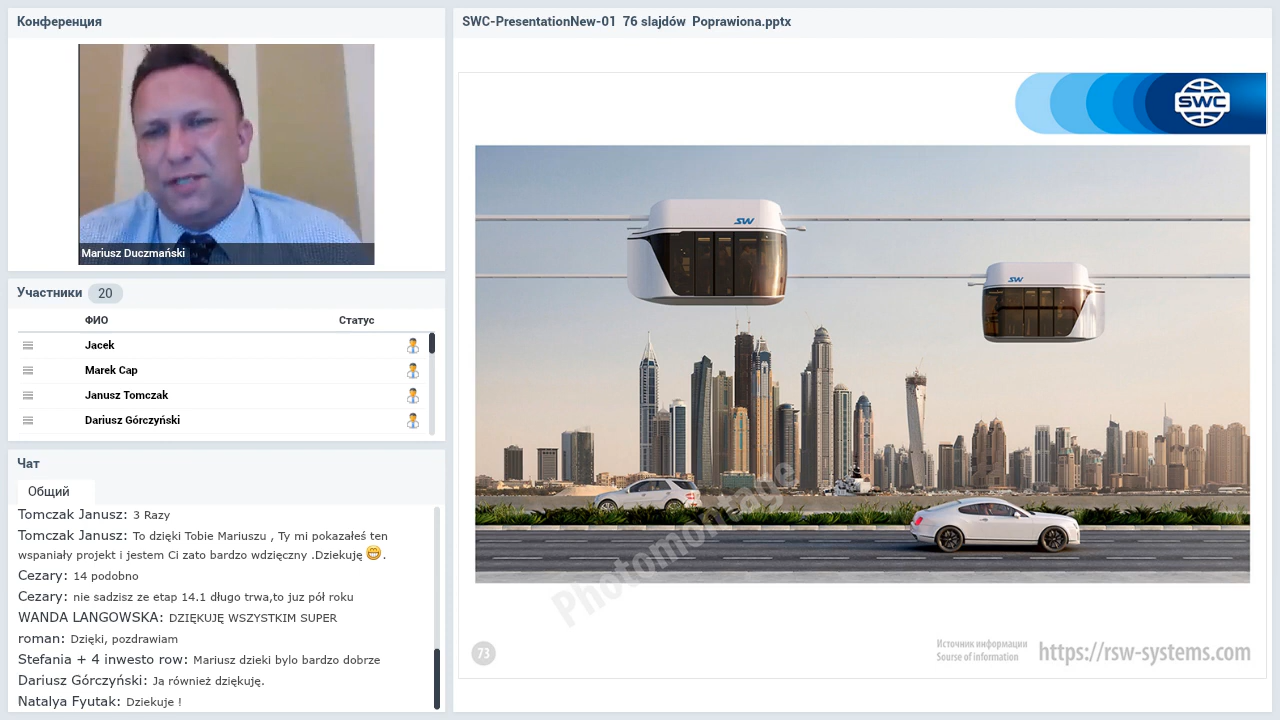 Конференция
Mariusz Duczmański
Участники 20
ФИО Статус
Jacek
Marek Cap
Janusz Tomczak
Dariusz Górczyński
Чат
Общий
Tomczak Janusz: 3 Razy
Tomczak Janusz: To dzięki Tobie Mariuszu , Ty mi pokazałeś ten
wspaniały projekt i jestem Ci zato bardzo wdzięczny .Dziekuję 😁.
Cezary: 14 podobno
Cezary: nie sadzisz ze etap 14.1 długo trwa,to juz pół roku
WANDA LANGOWSKA: DZIĘKUJĘ WSZYSTKIM SUPER
roman: Dzięki, pozdrawiam
Stefania + 4 inwesto row: Mariusz dzieki bylo bardzo dobrze
Dariusz Górczyński: Ja również dziękuję.
Natalya Fyutak: Dziekuje !
SWC-PresentationNew-01 76 slajdów Poprawiona.pptx
SWC
SW
SW
Photomontage
73
Источник информации
Sourse of information
https://rsw-systems.com